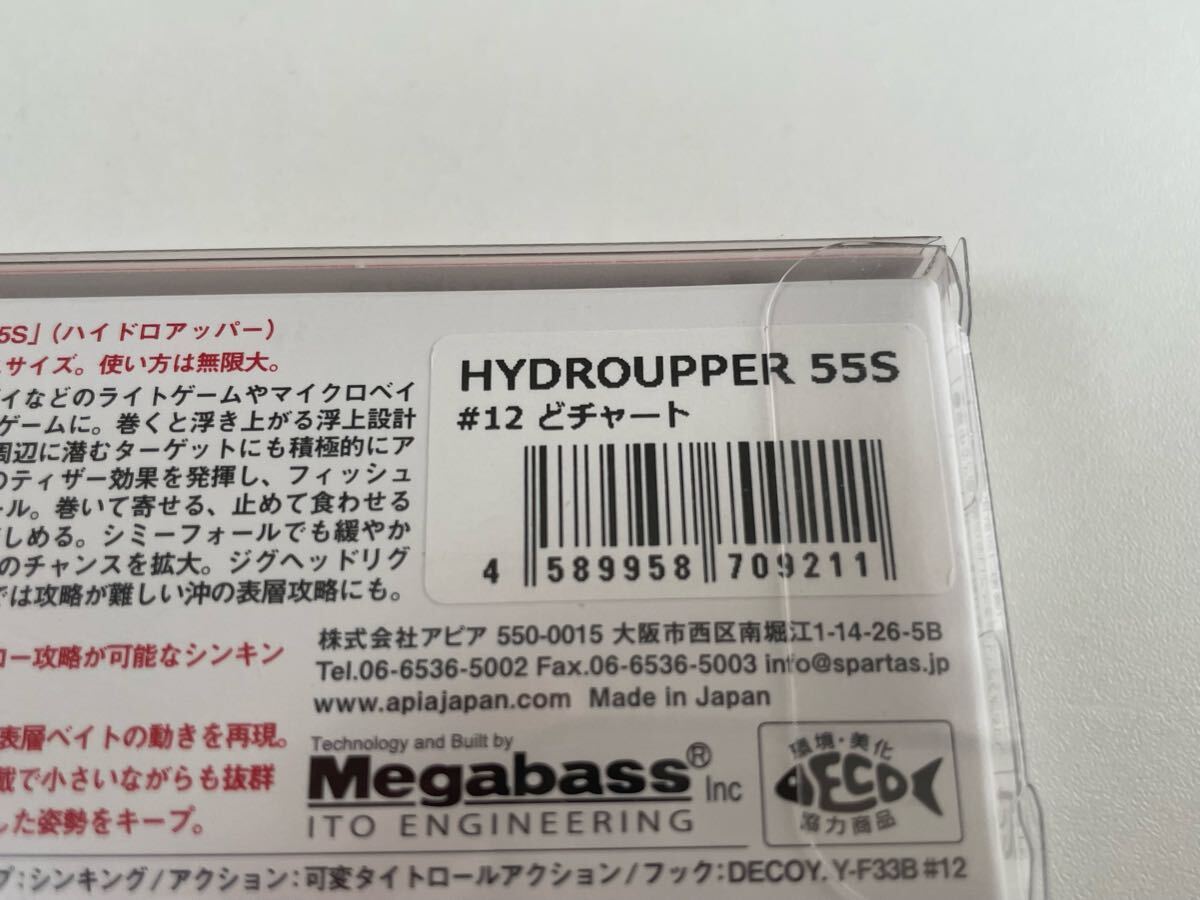 5S」(ハイドロアッパー)
サイズ。使い方は無限大。
イなどのライトゲームやマイクロベイ
ゲームに。巻くと浮き上がる浮上設計
周辺に潜むターゲットにも積極的にア
のティザー効果を発揮し、フィッシュ
ール。巻いて寄せる、止めて食わせる
しめる。シミーフォールでも緩やか
のチャンスを拡大。ジグヘッドリグ
では攻略が難しい沖の表層攻略にも。
ロー攻略が可能なシンキン
表層ベイトの動きを再現。
載で小さいながらも抜群
した姿勢をキープ。
HYDROUPPER 55S
#12 どチャート
4 589958 709211
株式会社アピア 550-0015 大阪市西区南堀江1-14-26-5B
Tel.06-6536-5002 Fax.06-6536-5003 info@spartas.jp
www.apiajapan.com Made in Japan
Technology and Built by
Megabass® Inc
ITO ENGINEERING
環境・美化
DECO
協力商品
プ:シンキング/アクション:可変タイトロールアクション/フック:DECOY. Y-F33B #12